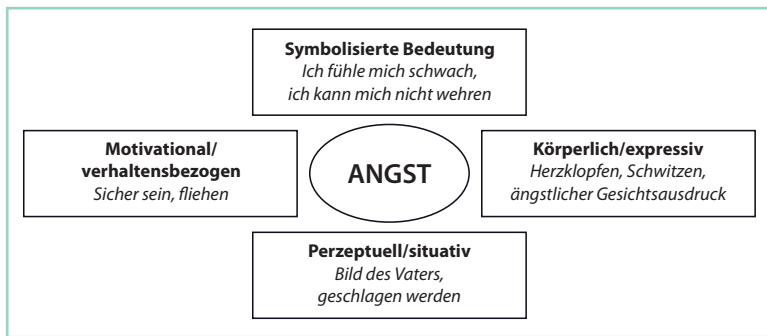 Symbolisierte Bedeutung
Ich fühle mich schwach,
ich kann mich nicht wehren
Motivational/
verhaltensbezogen
Sicher sein, fliehen
ANGST
Körperlich/expressiv
Herzklopfen, Schwitzen,
ängstlicher Gesichtsausdruck
Perzeptuell/situativ
Bild des Vaters,
geschlagen werden